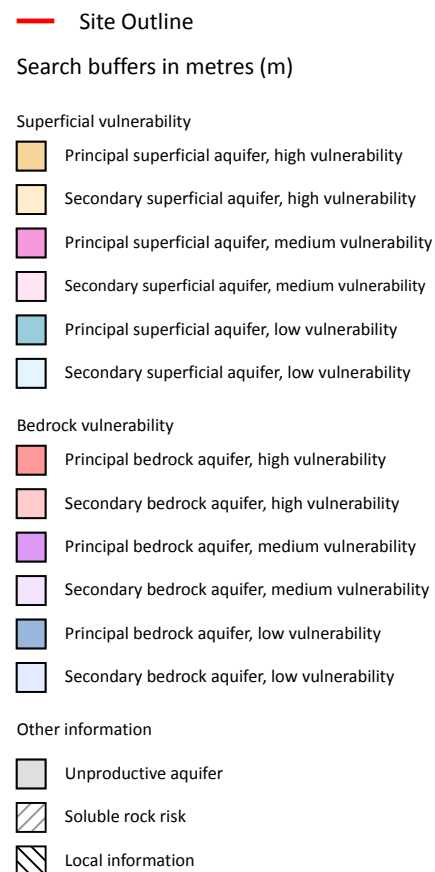 Site Outline
Search buffers in metres (m)
Superficial vulnerability
Principal superficial aquifer, high vulnerability
Secondary superficial aquifer, high vulnerability
Principal superficial aquifer, medium vulnerability
Secondary superficial aquifer, medium vulnerability
Principal superficial aquifer, low vulnerability
Secondary superficial aquifer, low vulnerability
Bedrock vulnerability
Principal bedrock aquifer, high vulnerability
Secondary bedrock aquifer, high vulnerability
Principal bedrock aquifer, medium vulnerability
Secondary bedrock aquifer, medium vulnerability
Principal bedrock aquifer, low vulnerability
Secondary bedrock aquifer, low vulnerability
Other information
Unproductive aquifer
Soluble rock risk
Local information